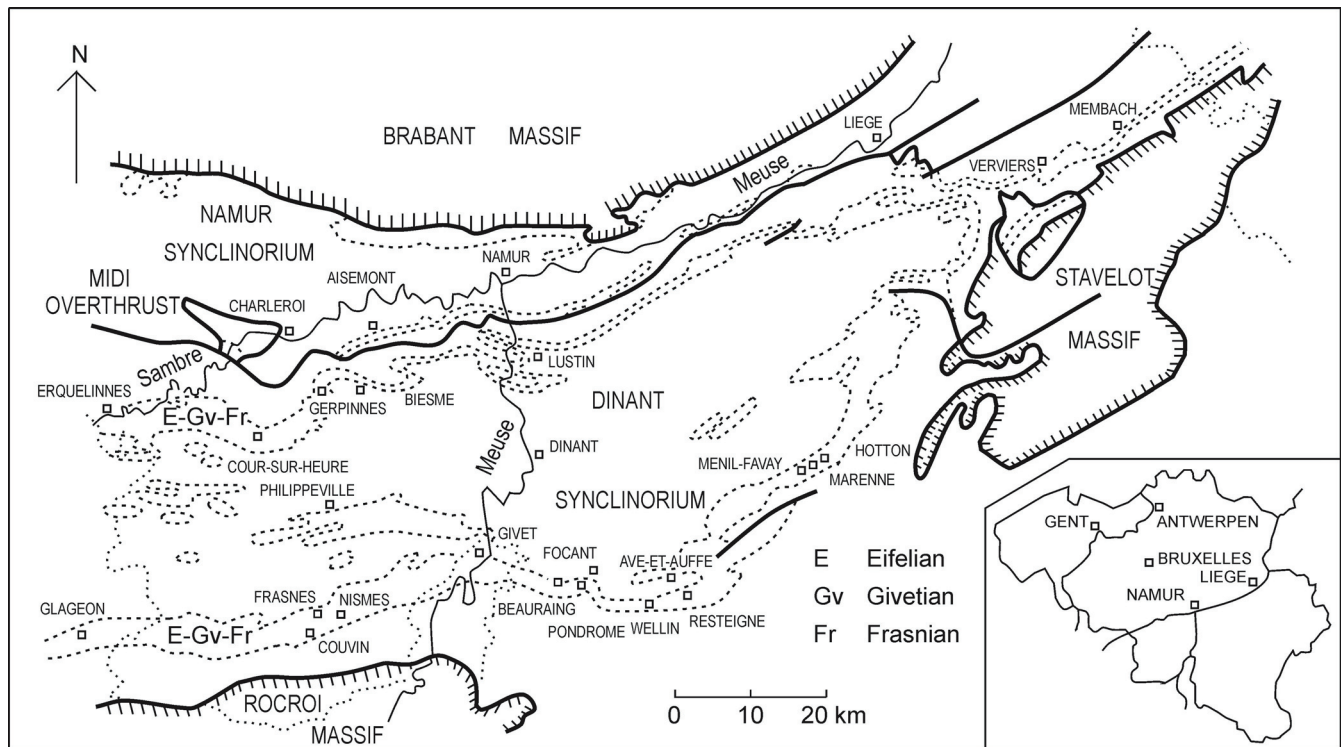 N
BRABANT MASSIF
LIEGE
MEMBACH
VERVIERS
Meuse
NAMUR
SYNCLINORIUM
NAMUR
AISEMONT
MIDI
OVERTHRUST
CHARLEROI
STAVELOT
MASSIF
Sambre
LUSTIN
ERQUELINNES
E-Gv-Fr
GERPINNES
BIESME
DINANT
SYNCLINORIUM
Meuse
DINANT
COUR-SUR-HEURE
PHILIPPEVILLE
MENIL-FAVAY
HOTTON
MARENNE
GIVET
FOCANT
AVE-ET-AUFFE
BEAURAING
PONDROME
WELLIN
RESTEIGNE
GLAGEON
FRASNES
NISMES
E-Gv-Fr
COUVIN
ROCROI
MASSIF
E Eifelian
Gv Givetian
Fr Frasnian
0 10 20 km
GENT
ANTWERPEN
BRUXELLES
LIEGE
NAMUR